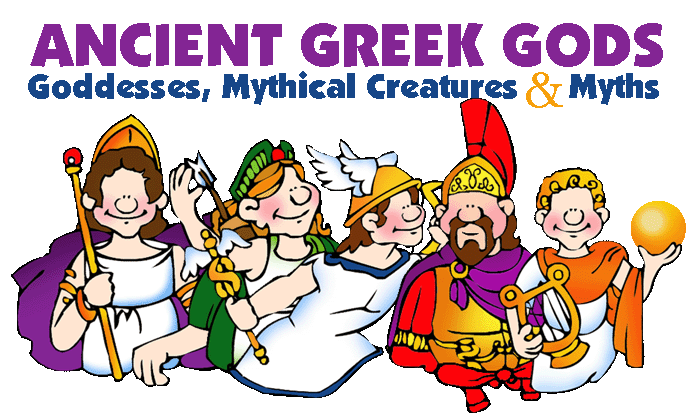 ANCIENT GREEK GODS
Goddesses, Mythical Creatures & Myths